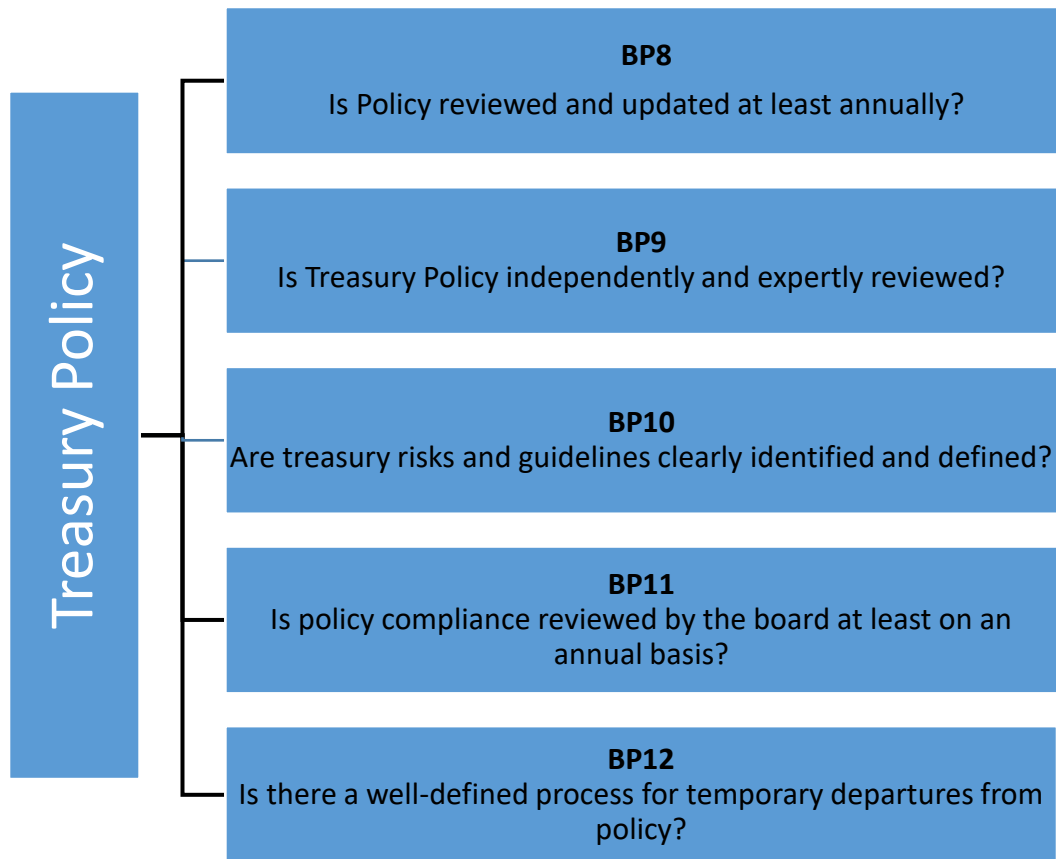 Treasury Policy
BP8
Is Policy reviewed and updated at least annually?
BP9
Is Treasury Policy independently and expertly reviewed?
BP10
Are treasury risks and guidelines clearly identified and defined?
BP11
Is policy compliance reviewed by the board at least on an
annual basis?
BP12
Is there a well-defined process for temporary departures from
policy?